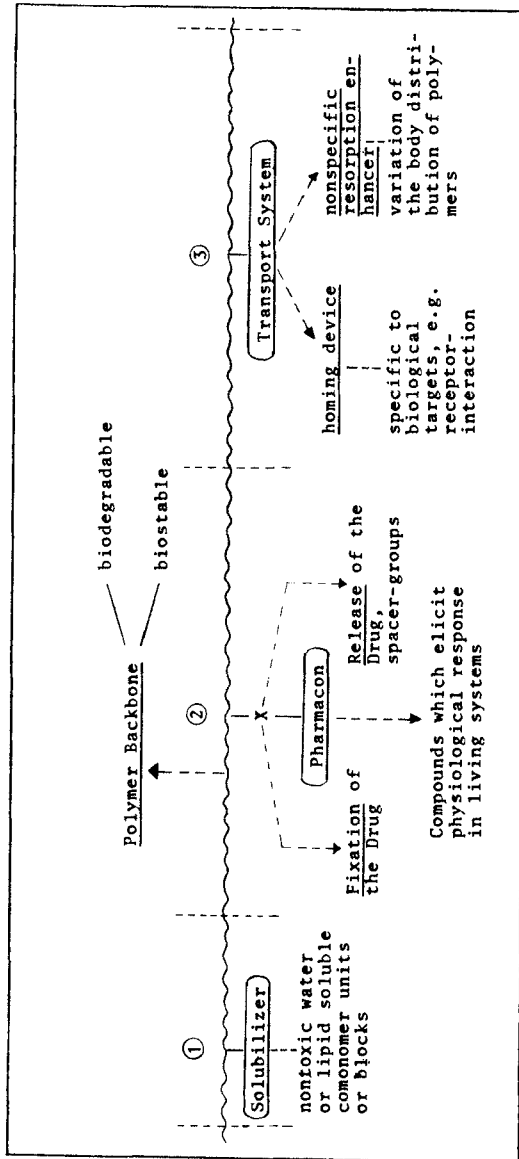 Polymer Backbone
biodegradable
biostable
①
②
③
Solubilizer
nontoxic water
or lipid soluble
comonomer units
or blocks
X
Pharmacon
Fixation of
the Drug
Release of the
Drug,
spacer-groups
Compounds which elicit
physiological response
in living systems
Transport System
homing device
specific to
biological
targets, e.g.
receptor-
interaction
nonspecific
resorption en-
hancer
variation of
the body distri-
bution of poly-
mers